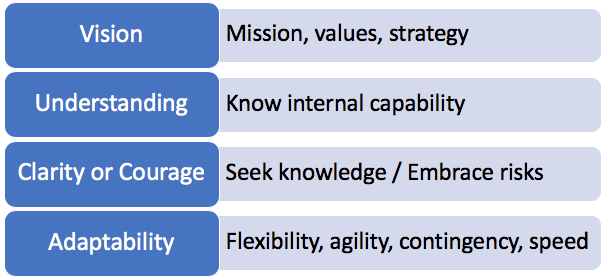 Vision
Mission, values, strategy
Understanding
Know internal capability
Clarity or Courage
Seek knowledge / Embrace risks
Adaptability
Flexibility, agility, contingency, speed